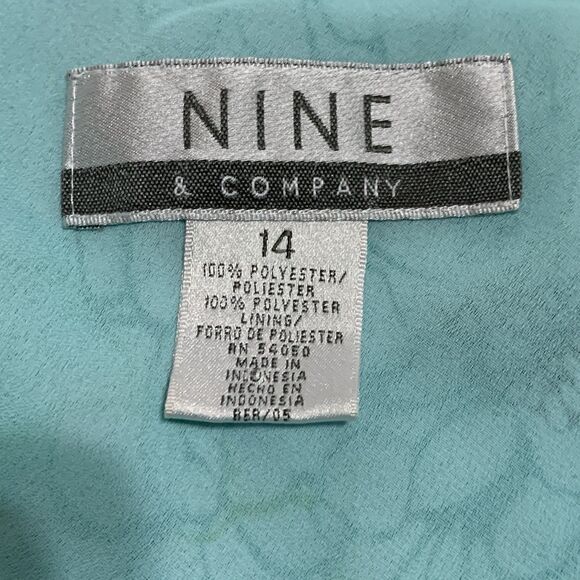 NINE
& COMPANY
14
100% POLYESTER/
POLIESTER
100% POLYESTER
LINING/
FORRO DE POLIESTER
RN 54050
MADE IN
INDONESIA
HECHO EN
INDONESIA
RER/05